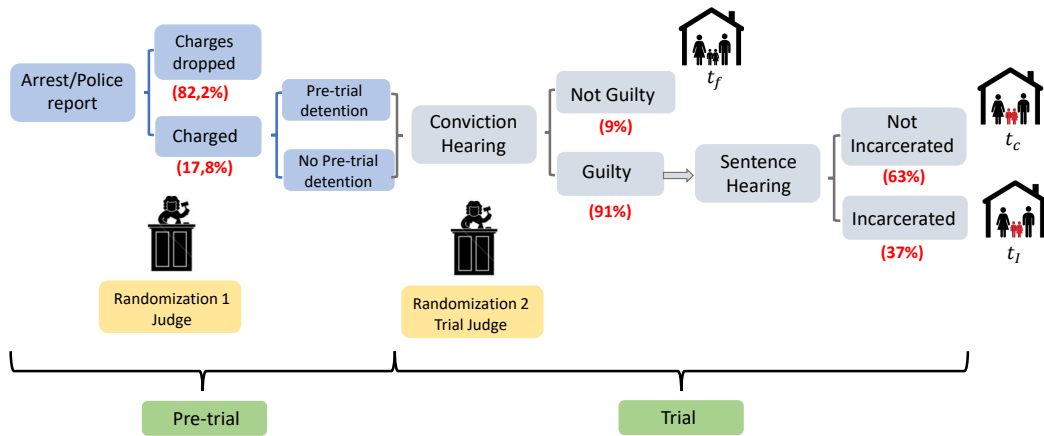 Arrest/Police
report
Charges
dropped
(82,2%)
Charged
(17,8%)
Pre-trial
detention
No Pre-trial
detention
Conviction
Hearing
Not Guilty
(9%)
Guilty
(91%)
t_f
Sentence
Hearing
Not
Incarcerated
(63%)
Incarcerated
(37%)
t_c
t_I
Randomization 1
Judge
Randomization 2
Trial Judge
Pre-trial
Trial